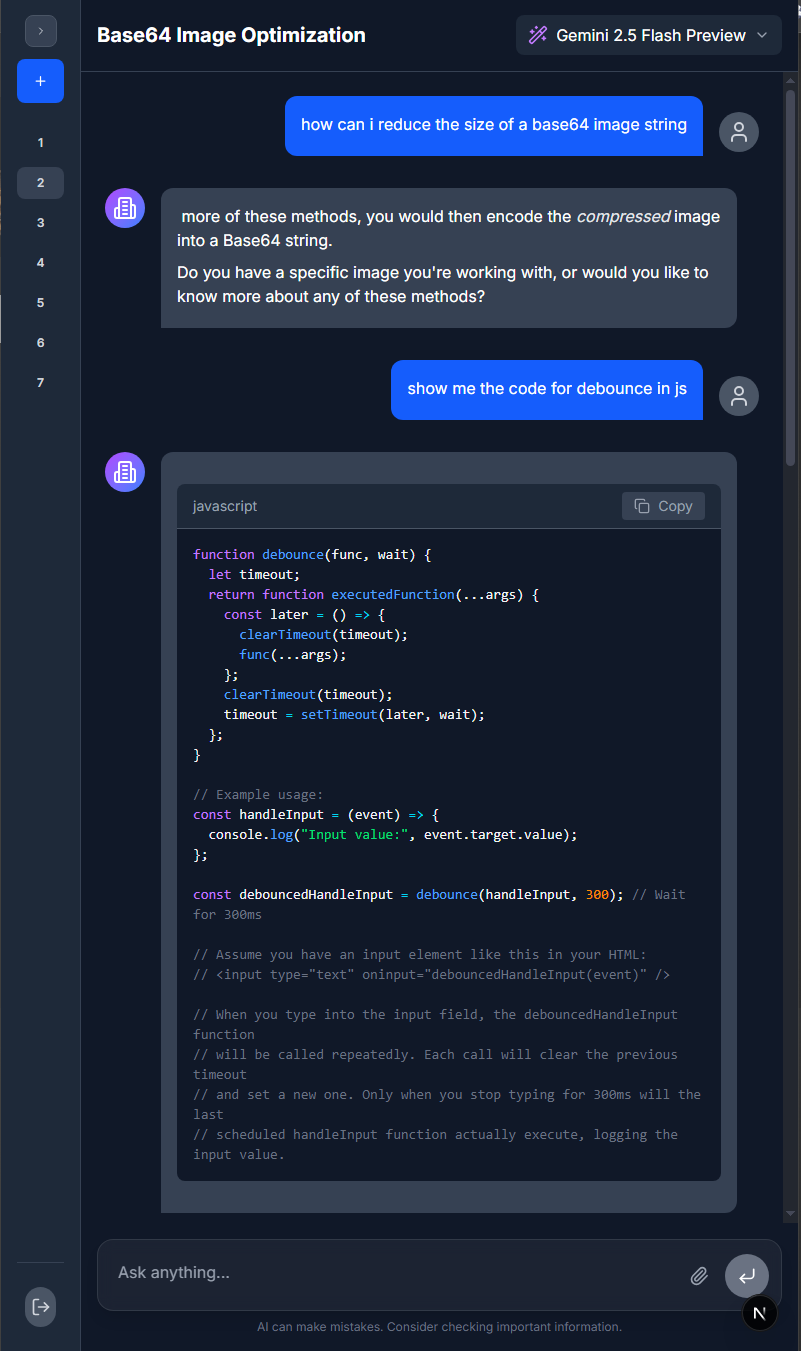 Base64 Image Optimization
Gemini 2.5 Flash Preview
+
1
2
3
4
5
6
7
how can i reduce the size of a base64 image string
more of these methods, you would then encode the compressed image
into a Base64 string.
Do you have a specific image you're working with, or would you like to
know more about any of these methods?
show me the code for debounce in js
javascript
Copy
function debounce(func, wait) {
  let timeout;
  return function executedFunction(...args) {
    const later = () => {
      clearTimeout(timeout);
      func(...args);
    };
    clearTimeout(timeout);
    timeout = setTimeout(later, wait);
  };
}
// Example usage:
const handleInput = (event) => {
  console.log("Input value:", event.target.value);
};
const debouncedHandleInput = debounce(handleInput, 300); // Wait
for 300ms
// Assume you have an input element like this in your HTML:
// <input type="text" oninput="debouncedHandleInput(event)" />
// When you type into the input field, the debouncedHandleInput
function
// will be called repeatedly. Each call will clear the previous
timeout
// and set a new one. Only when you stop typing for 300ms will the
last
// scheduled handleInput function actually execute, logging the
input value.
Ask anything...
N
AI can make mistakes. Consider checking important information.